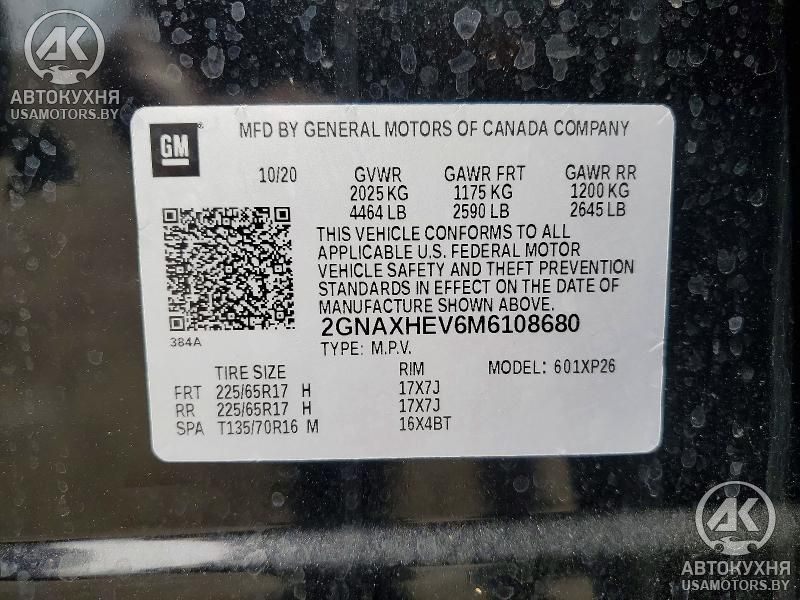 АК
АВТОКУХНЯ
USAMOTORS.BY
GM
MFD BY GENERAL MOTORS OF CANADA COMPANY
10/20 GVWR GAWR FRT GAWR RR
2025 KG 1175 KG 1200 KG
4464 LB 2590 LB 2645 LB
THIS VEHICLE CONFORMS TO ALL
APPLICABLE U.S. FEDERAL MOTOR
VEHICLE SAFETY AND THEFT PREVENTION
STANDARDS IN EFFECT ON THE DATE OF
MANUFACTURE SHOWN ABOVE.
2GNAXHEV6M6108680
384A
TYPE: M.P.V.
TIRE SIZE RIM MODEL: 601XP26
FRT 225/65R17 H 17X7J
RR 225/65R17 H 17X7J
SPA T135/70R16 M 16X4BT
АК
АВТОКУХНЯ
USAMOTORS.BY